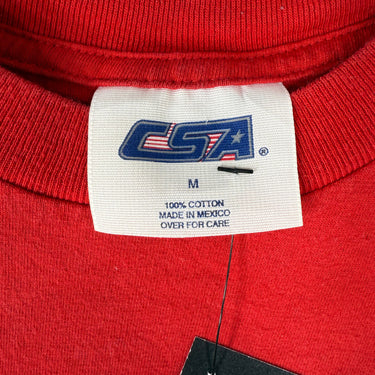 CSA®
M
100% COTTON
MADE IN MEXICO
OVER FOR CARE